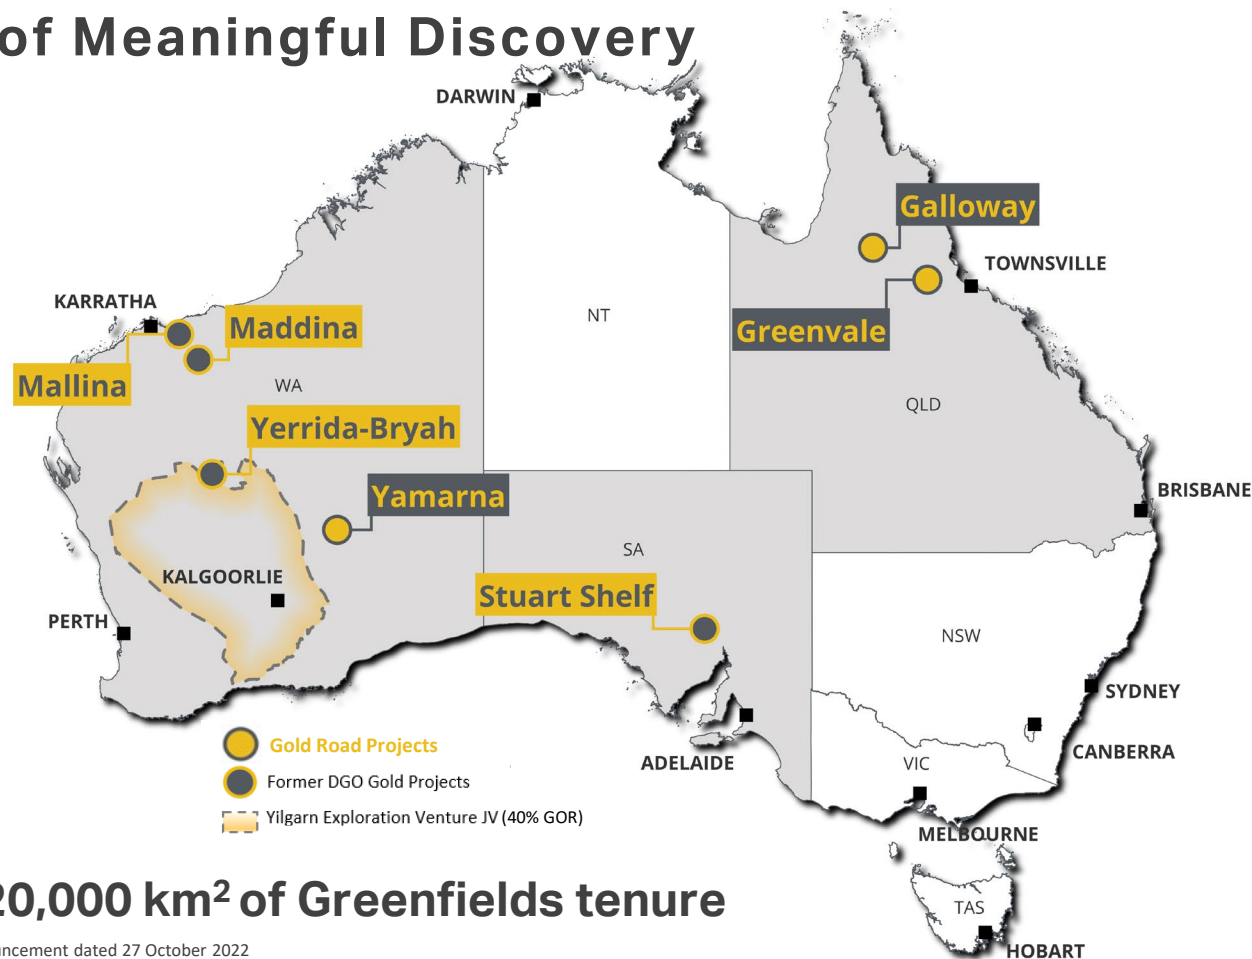 of Meaningful Discovery
DARWIN
Galloway
TOWNSVILLE
KARRATHA
Maddina
NT
Greenvale
Mallina
WA
QLD
Yerrida-Bryah
Yamarna
BRISBANE
SA
KALGOORLIE
Stuart Shelf
PERTH
NSW
SYDNEY
Gold Road Projects
CANBERRA
ADELAIDE
VIC
Former DGO Gold Projects
Yilgarn Exploration Venture JV (40% GOR)
MELBOURNE
20,000 km² of Greenfields tenure
TAS
uncement dated 27 October 2022
HOBART